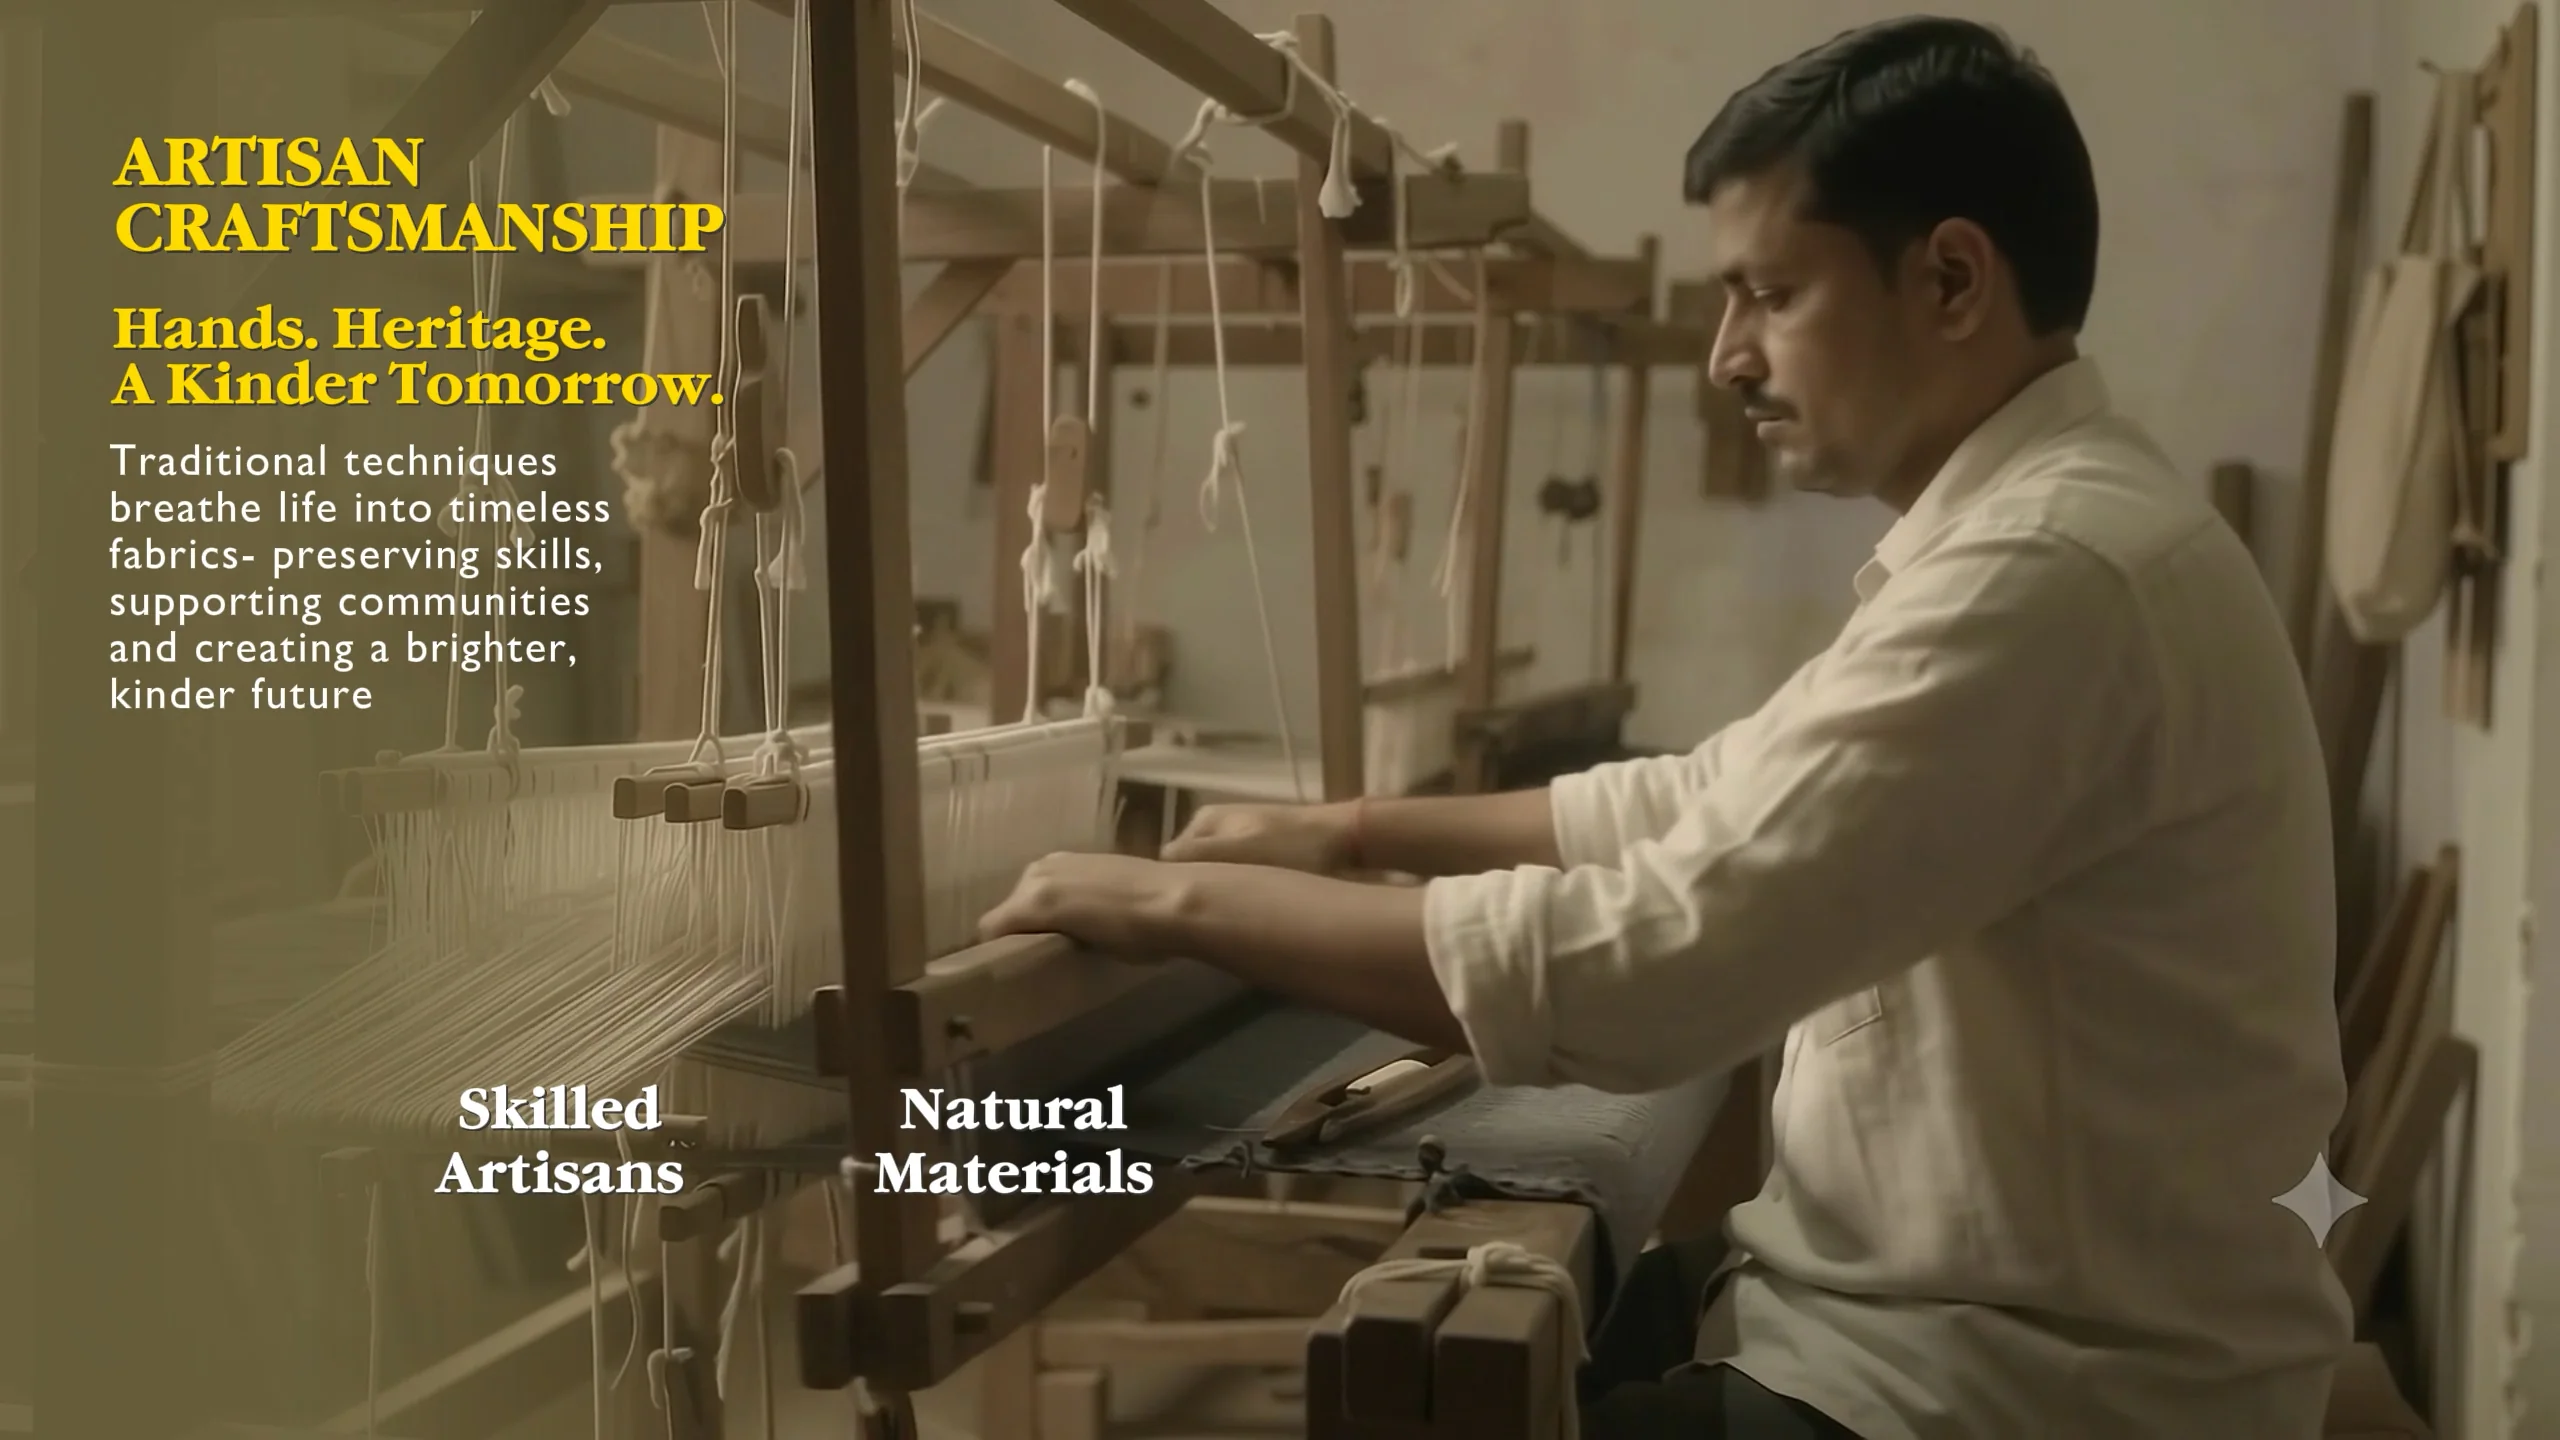 ARTISAN
CRAFTSMANSHIP
Hands. Heritage.
A Kinder Tomorrow.
Traditional techniques
breathe life into timeless
fabrics- preserving skills,
supporting communities
and creating a brighter,
kinder future
Skilled
Artisans
Natural
Materials